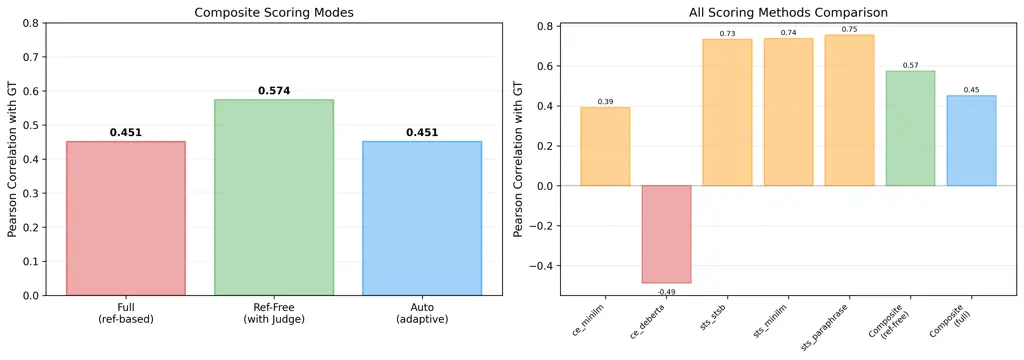 Composite Scoring Modes
Pearson Correlation with GT
0.8
0.7
0.6
0.5
0.4
0.3
0.2
0.1
0.0
0.451
0.574
0.451
Full
(ref-based)
Ref-Free
(with Judge)
Auto
(adaptive)
All Scoring Methods Comparison
Pearson Correlation with GT
0.8
0.6
0.4
0.2
0.0
−0.2
−0.4
0.39
-0.49
0.73
0.74
0.75
0.57
0.45
ce_minilm
ce_deberta
sts_stsb
sts_minilm
sts_paraphrase
Composite
(ref-free)
Composite
(full)